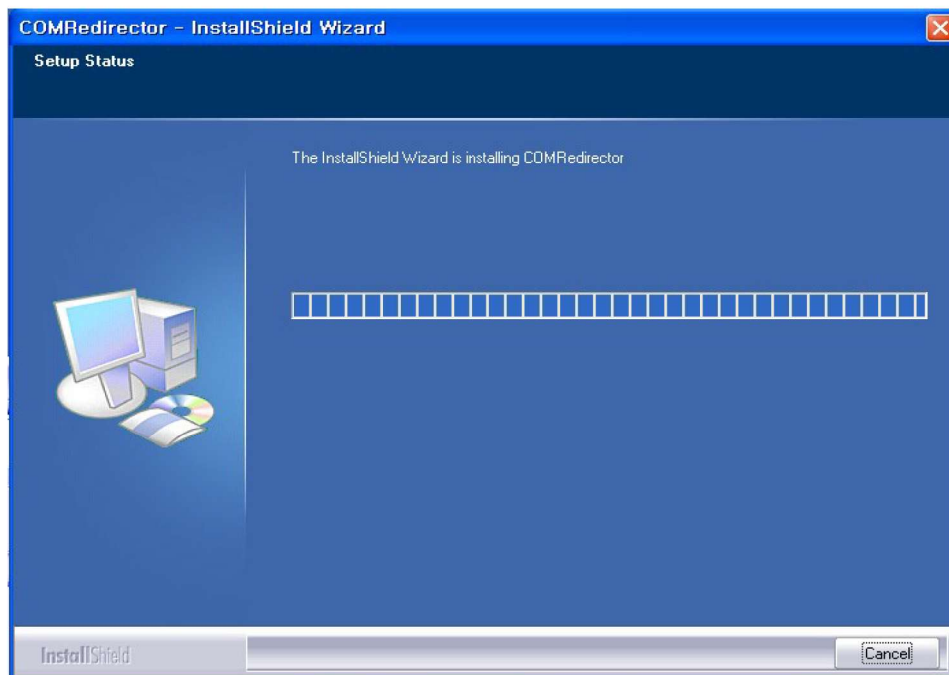 COMRedirector - InstallShield Wizard
Setup Status
The InstallShield Wizard is installing COMRedirector
InstallShield
Cancel